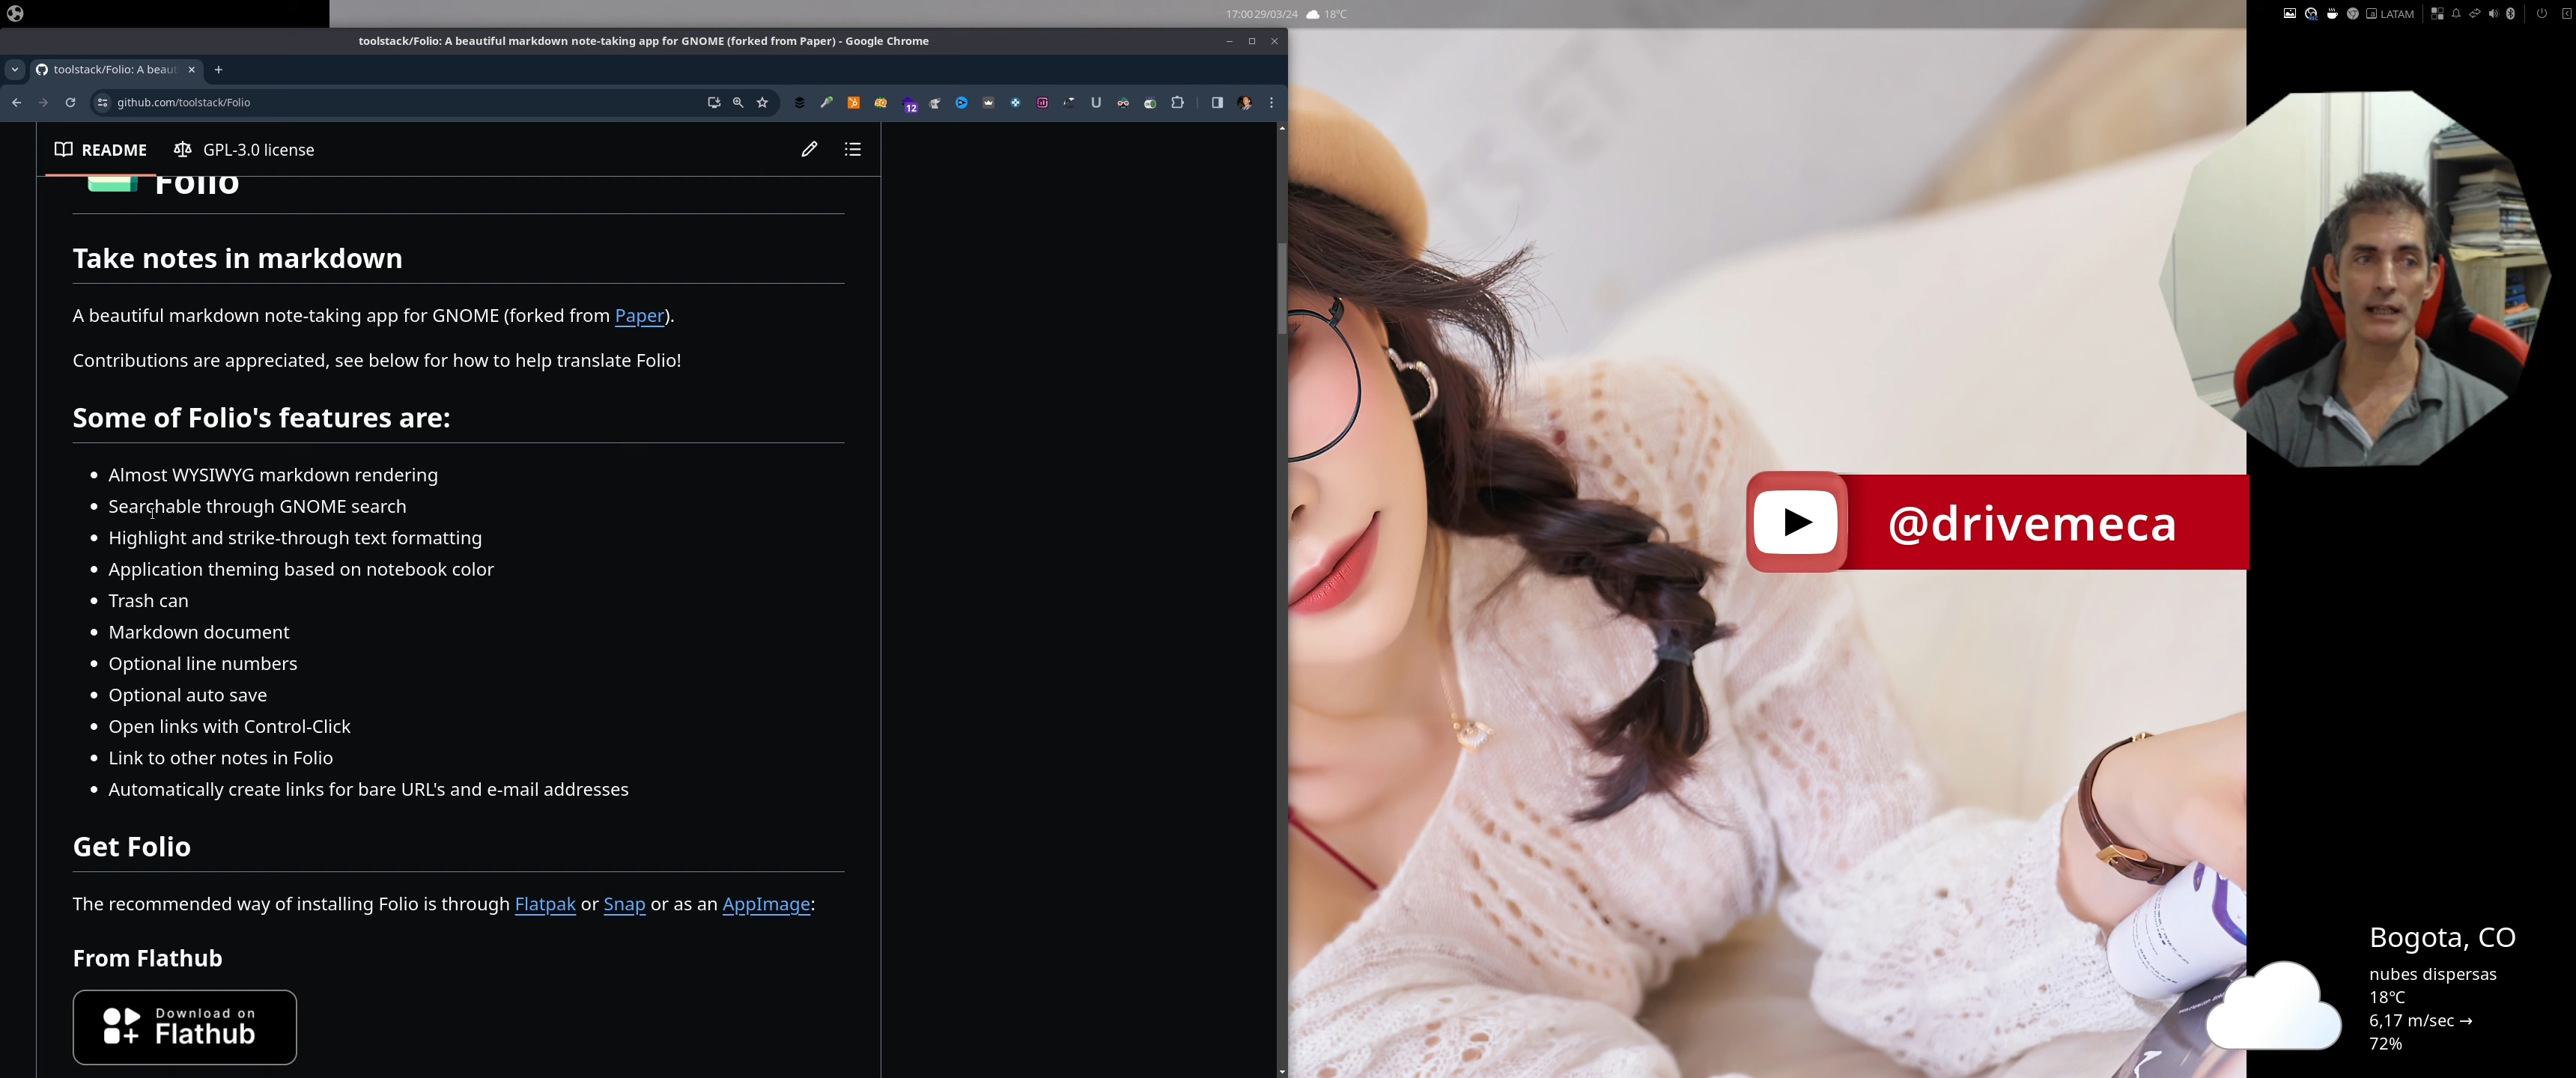 17:00 29/03/24 18°C
LATAM
toolstack/Folio: A beautiful markdown note-taking app for GNOME (forked from Paper) - Google Chrome
toolstack/Folio: A beaut
github.com/toolstack/Folio
12
README
GPL-3.0 license
Folio
Take notes in markdown
A beautiful markdown note-taking app for GNOME (forked from Paper).
Contributions are appreciated, see below for how to help translate Folio!
Some of Folio's features are:
Almost WYSIWYG markdown rendering
Searchable through GNOME search
Highlight and strike-through text formatting
Application theming based on notebook color
Trash can
Markdown document
Optional line numbers
Optional auto save
Open links with Control-Click
Link to other notes in Folio
Automatically create links for bare URL's and e-mail addresses
Get Folio
The recommended way of installing Folio is through Flatpak or Snap or as an AppImage:
From Flathub
Download on
Flathub
@drivemeca
Bogota, CO
nubes dispersas
18°C
6,17 m/sec →
72%